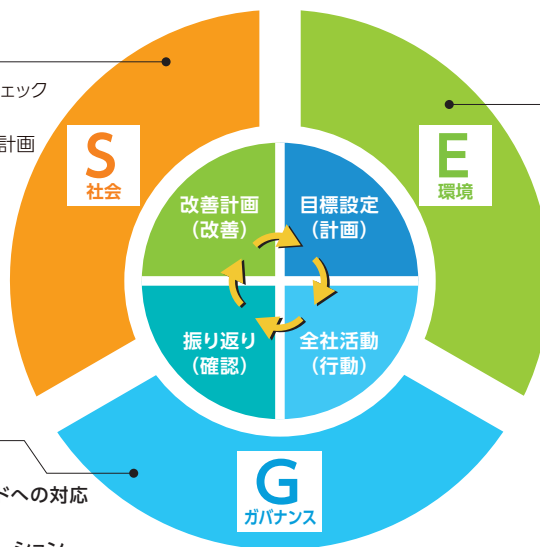 ェック
計画
S
社会
E
環境
改善計画
（改善）
目標設定
（計画）
振り返り
（確認）
全社活動
（行動）
ドへの対応
G
ガバナンス